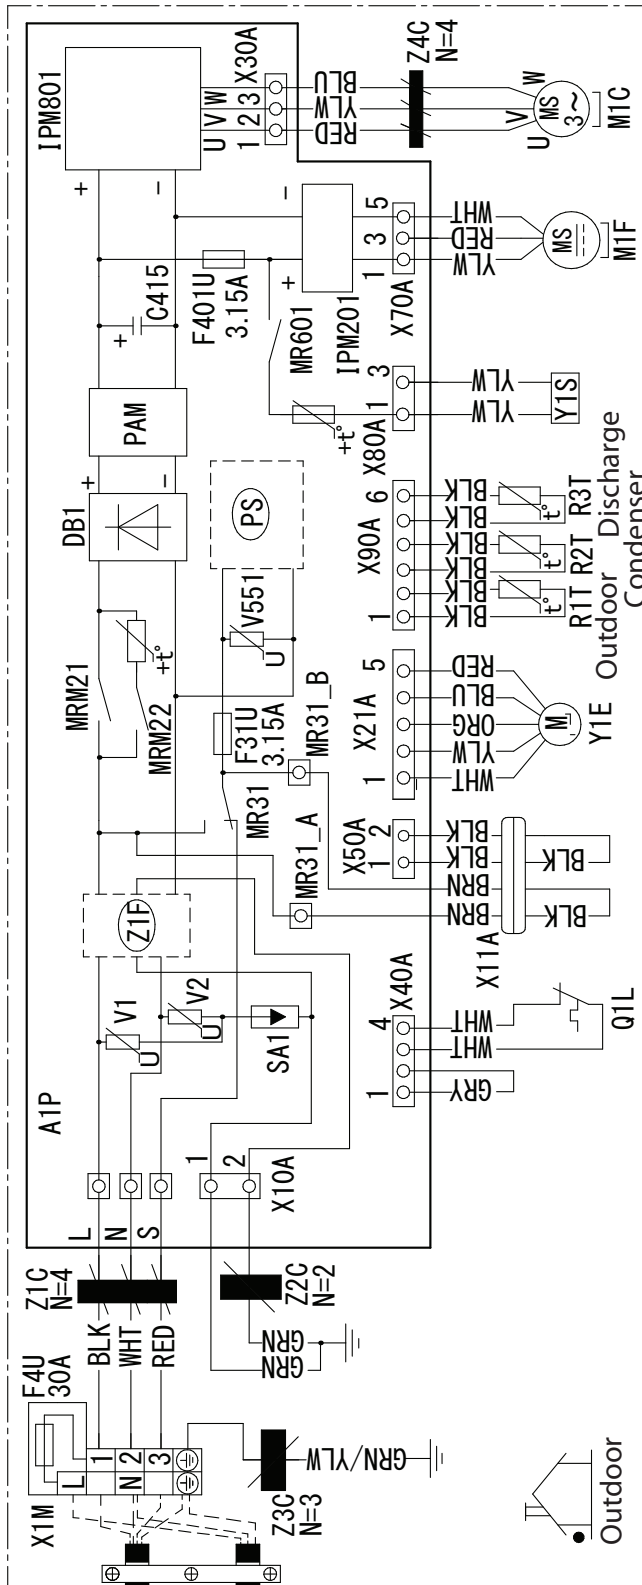 IPM801
+
−
U V W
1 2 3
X30A
RED
YLW
BLU
Z4C
N=4
U
V
W
MS
3~
M1C
C415
+
F401U
3.15A
−
+
IPM201
1
3
5
X70A
YLW
RED
WHT
MS
M1F
MR601
+t°
PAM
1
3
X80A
YLW
YLW
Y1S
DB1
+
−
PS
V551
U
X90A
1
6
BLK
BLK
BLK
BLK
BLK
BLK
t°
t°
t°
R1T
R2T
R3T
Outdoor
Discharge
Condenser
MRM21
MRM22
+t°
F31U
3.15A
MR31_B
MR31
MR31_A
X21A
1
5
WHT
YLW
ORG
BLU
RED
M
Y1E
X50A
1 2
BRN
BRN
BLK
BLK
X11A
BLK
BLK
Z1F
V1
U
V2
U
SA1
X40A
1
4
GRY
WHT
WHT
Q1L
A1P
L
N
S
1
2
X10A
Z1C
N=4
BLK
WHT
RED
Z2C
N=2
GRN
GRN
F4U
30A
X1M
L
N
1
2
3
Z3C
N=3
GRN/YLW
Outdoor